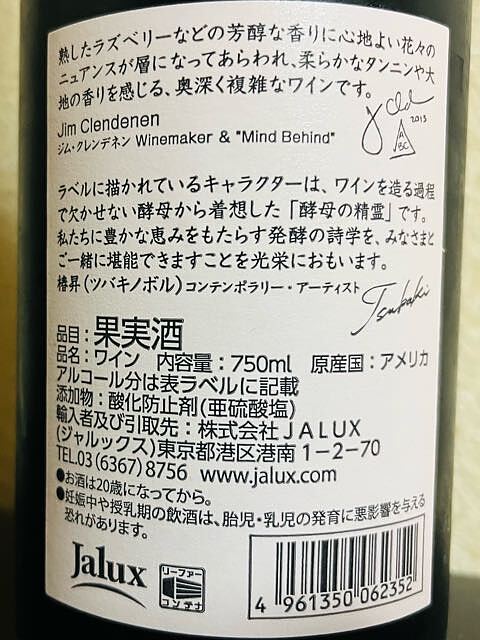 熟したラズベリーなどの芳醇な香りに心地よい花々の
ニュアンスが層になってあらわれ、柔らかなタンニンや大
地の香りを感じる、奥深く複雑なワインです。
Jim Clendenen
ジム・クレンデネン Winemaker & "Mind Behind"
2013
ABC
ラベルに描かれているキャラクターは、ワインを造る過程
で欠かせない酵母から着想した「酵母の精霊」です。
私たちに豊かな恵みをもたらす発酵の詩学を、みなさまと
ご一緒に堪能できますことを光栄におもいます。
椿昇(ツバキノボル)コンテンポラリー・アーティスト
Tsubaki
品目:果実酒
品名:ワイン 内容量:750ml 原産国:アメリカ
アルコール分は表ラベルに記載
添加物:酸化防止剤(亜硫酸塩)
輸入者及び引取先:株式会社JALUX
(ジャルックス)東京都港区港南1-2-70
TEL.03(6367)8756 www.jalux.com
●お酒は20歳になってから。
●妊娠中や授乳期の飲酒は、胎児・乳児の発育に悪影響を与える
恐れがあります。
Jalux
リーファー
コンテナ
4 961350 062352